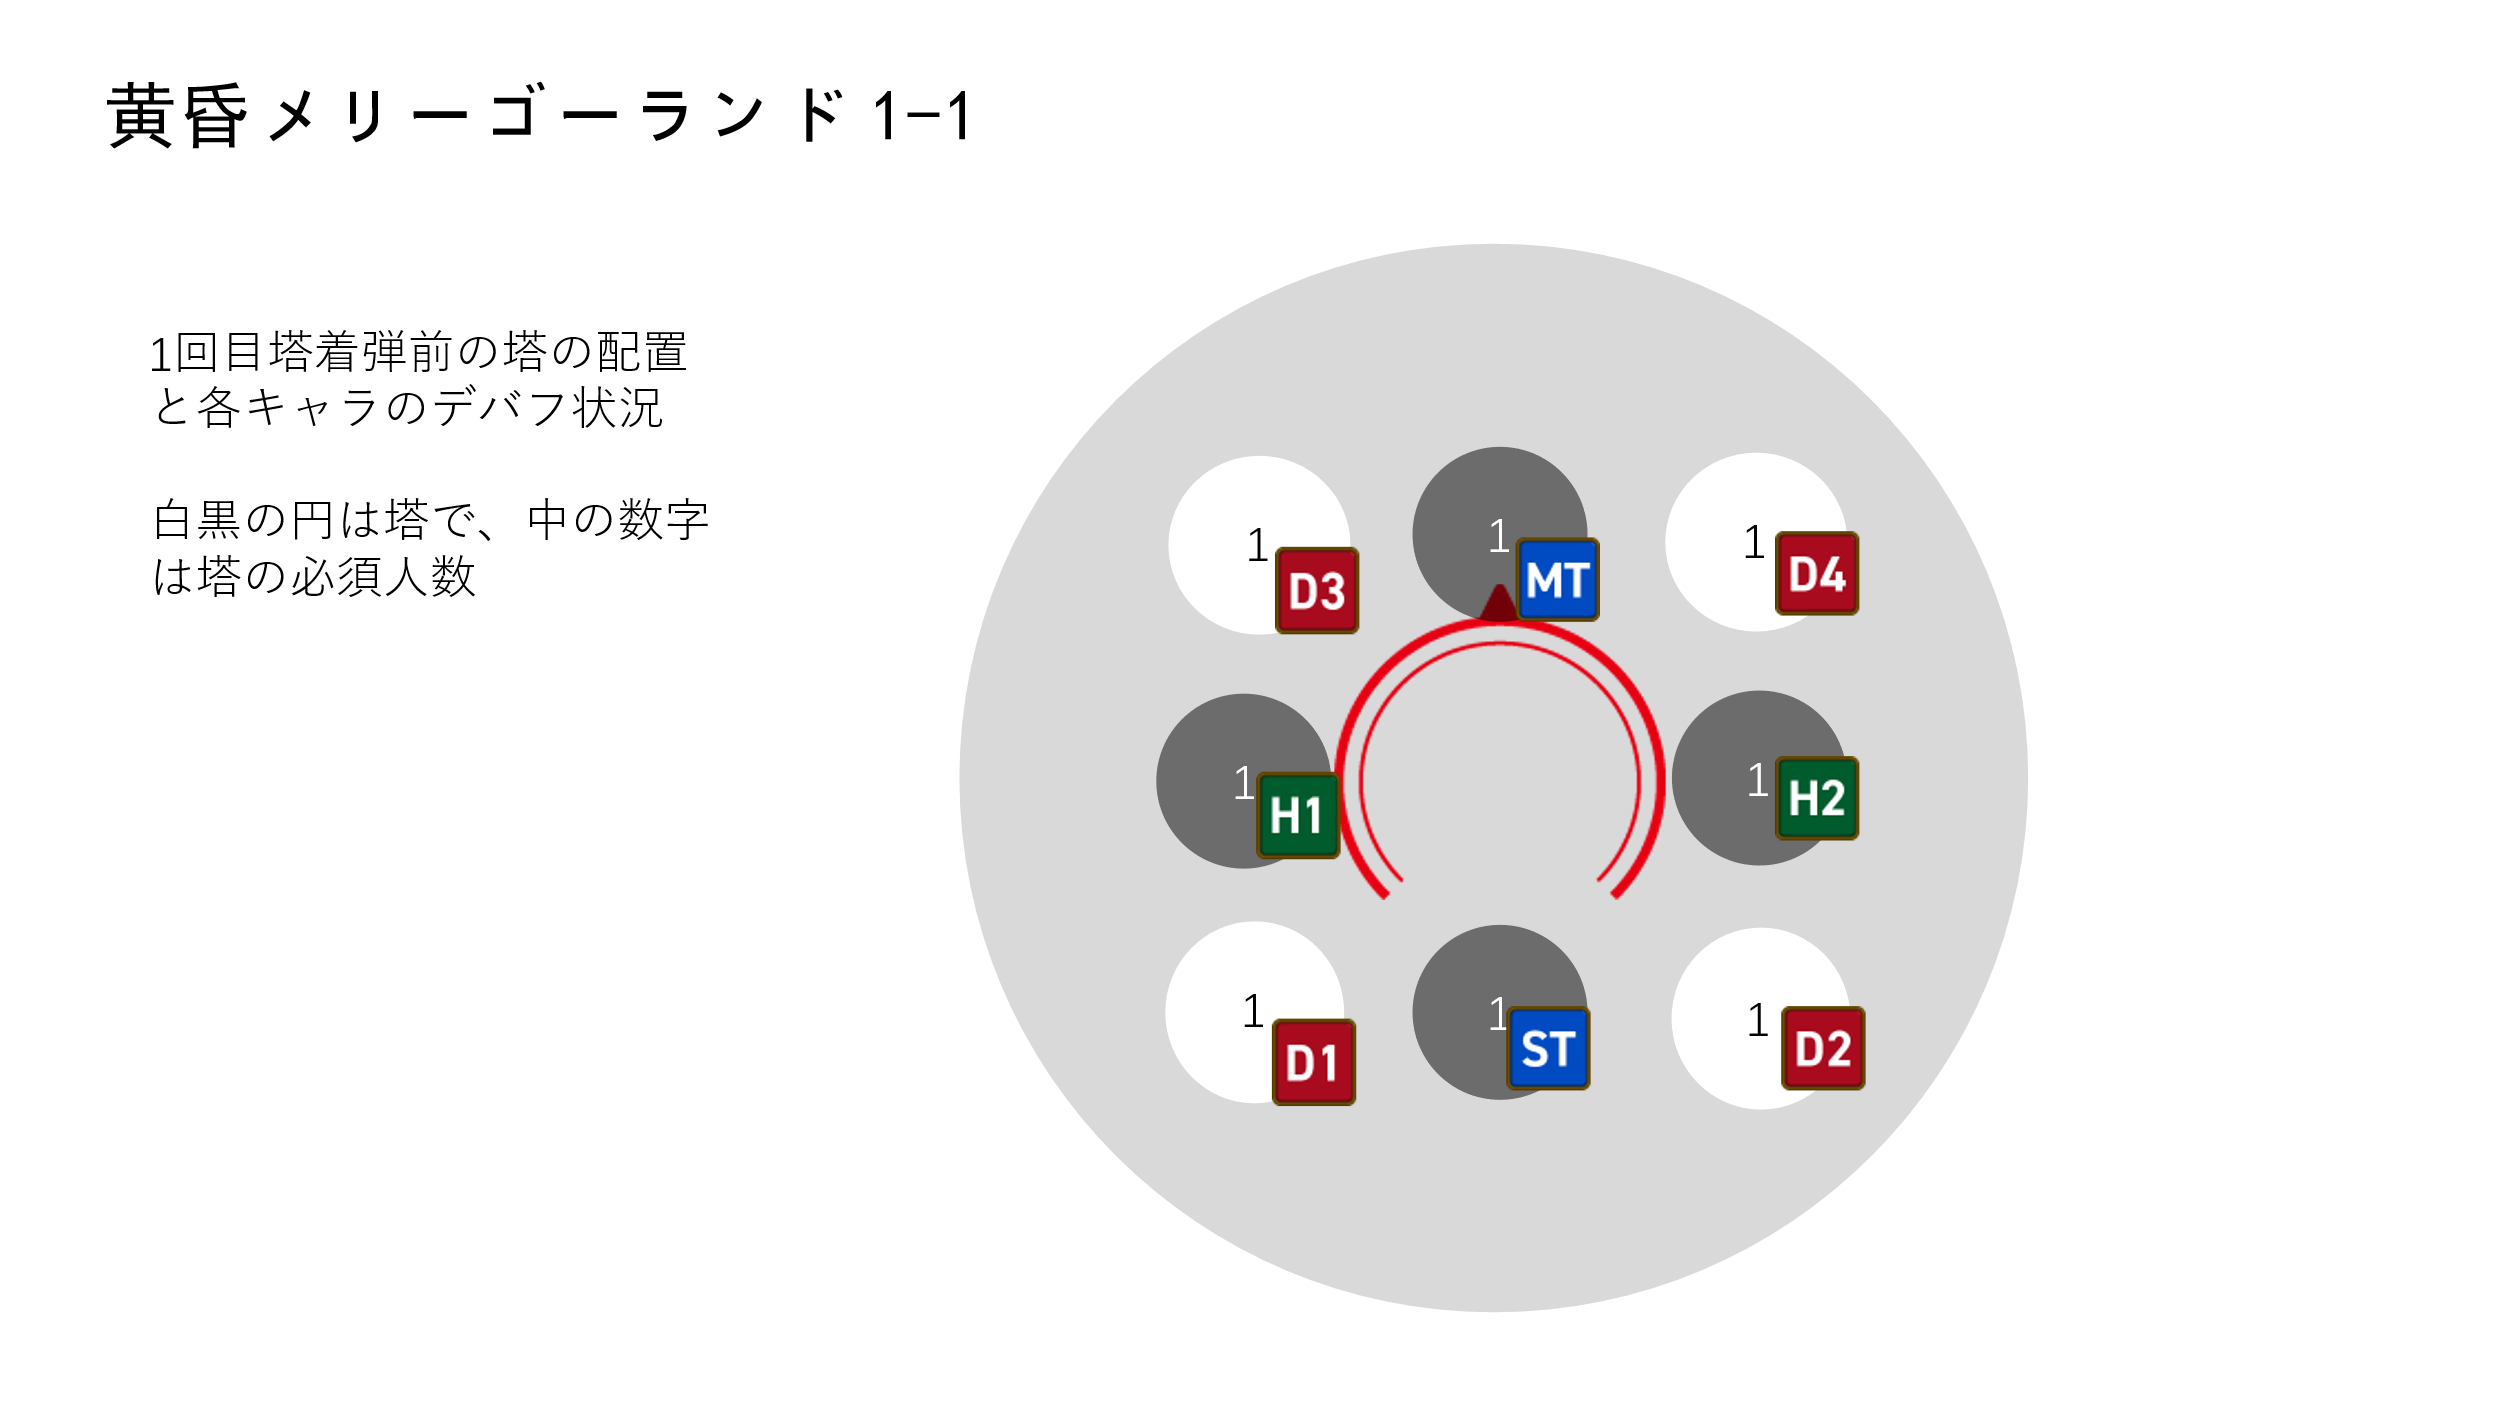 黄昏メリーゴーランド 1−1
1回目塔着弾前の塔の配置
と各キャラのデバフ状況
白黒の円は塔で、中の数字
は塔の必須人数
1 1 1
D3 MT D4
1 1
H1 H2
1 1 1
D1 ST D2